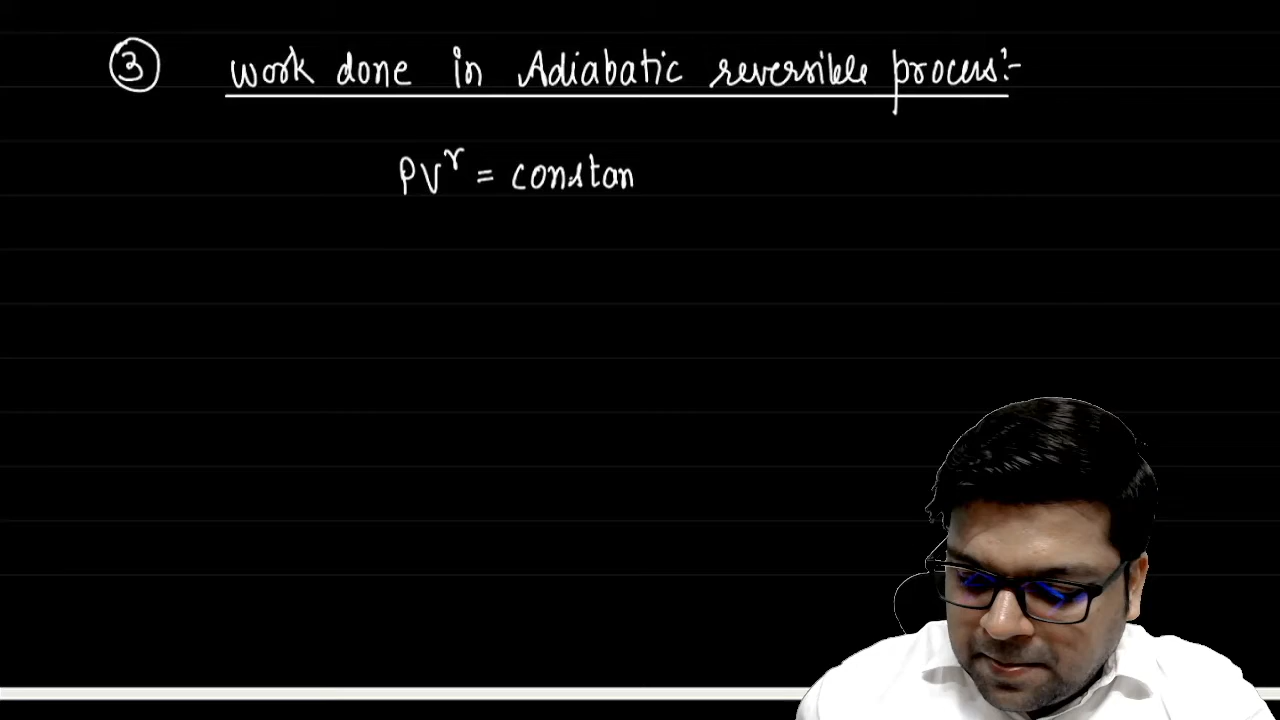 ③ work done in Adiabatic reversible process:-
PV^γ = constan